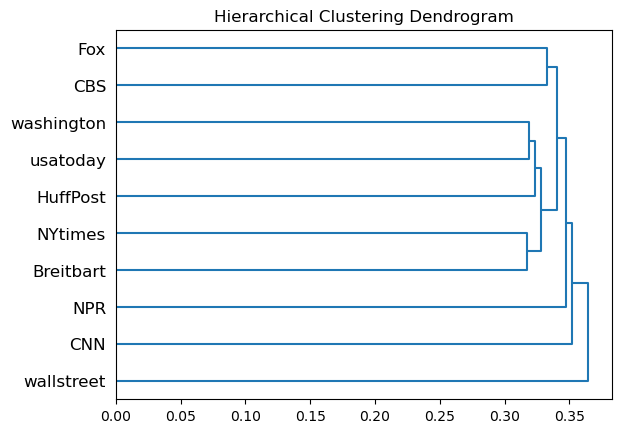 Hierarchical Clustering Dendrogram
Fox
CBS
washington
usatoday
HuffPost
NYtimes
Breitbart
NPR
CNN
wallstreet
0.00 0.05 0.10 0.15 0.20 0.25 0.30 0.35